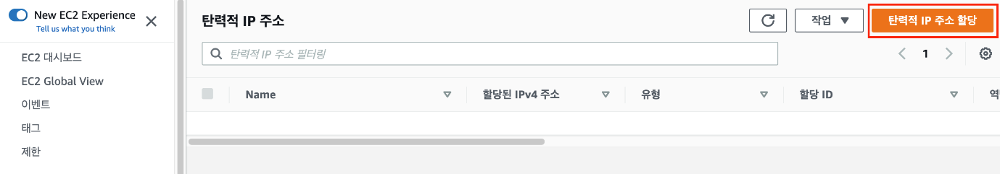 New EC2 Experience
Tell us what you think
EC2 대시보드
EC2 Global View
이벤트
태그
제한
탄력적 IP 주소
작업
탄력적 IP 주소 할당
탄력적 IP 주소 필터링
1
Name 할당된 IPv4 주소 유형 할당 ID